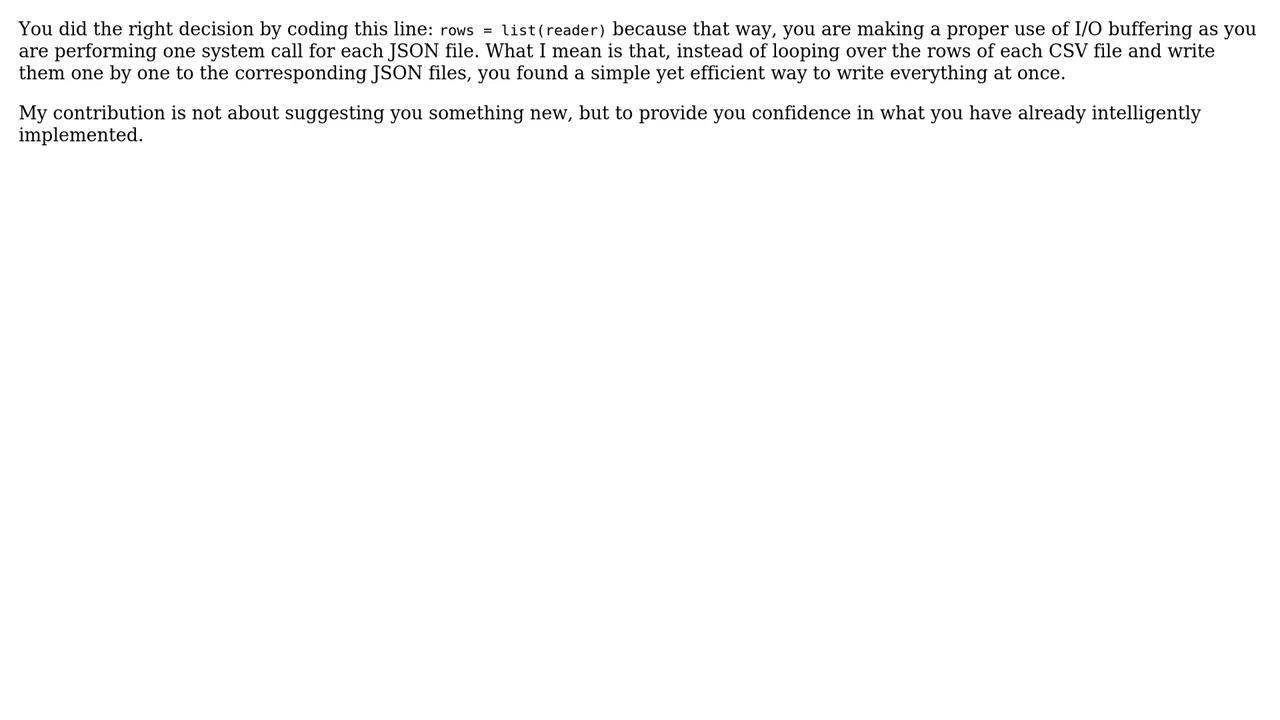 You did the right decision by coding this line: rows = list(reader) because that way, you are making a proper use of I/O buffering as you
are performing one system call for each JSON file. What I mean is that, instead of looping over the rows of each CSV file and write
them one by one to the corresponding JSON files, you found a simple yet efficient way to write everything at once.
My contribution is not about suggesting you something new, but to provide you confidence in what you have already intelligently
implemented.